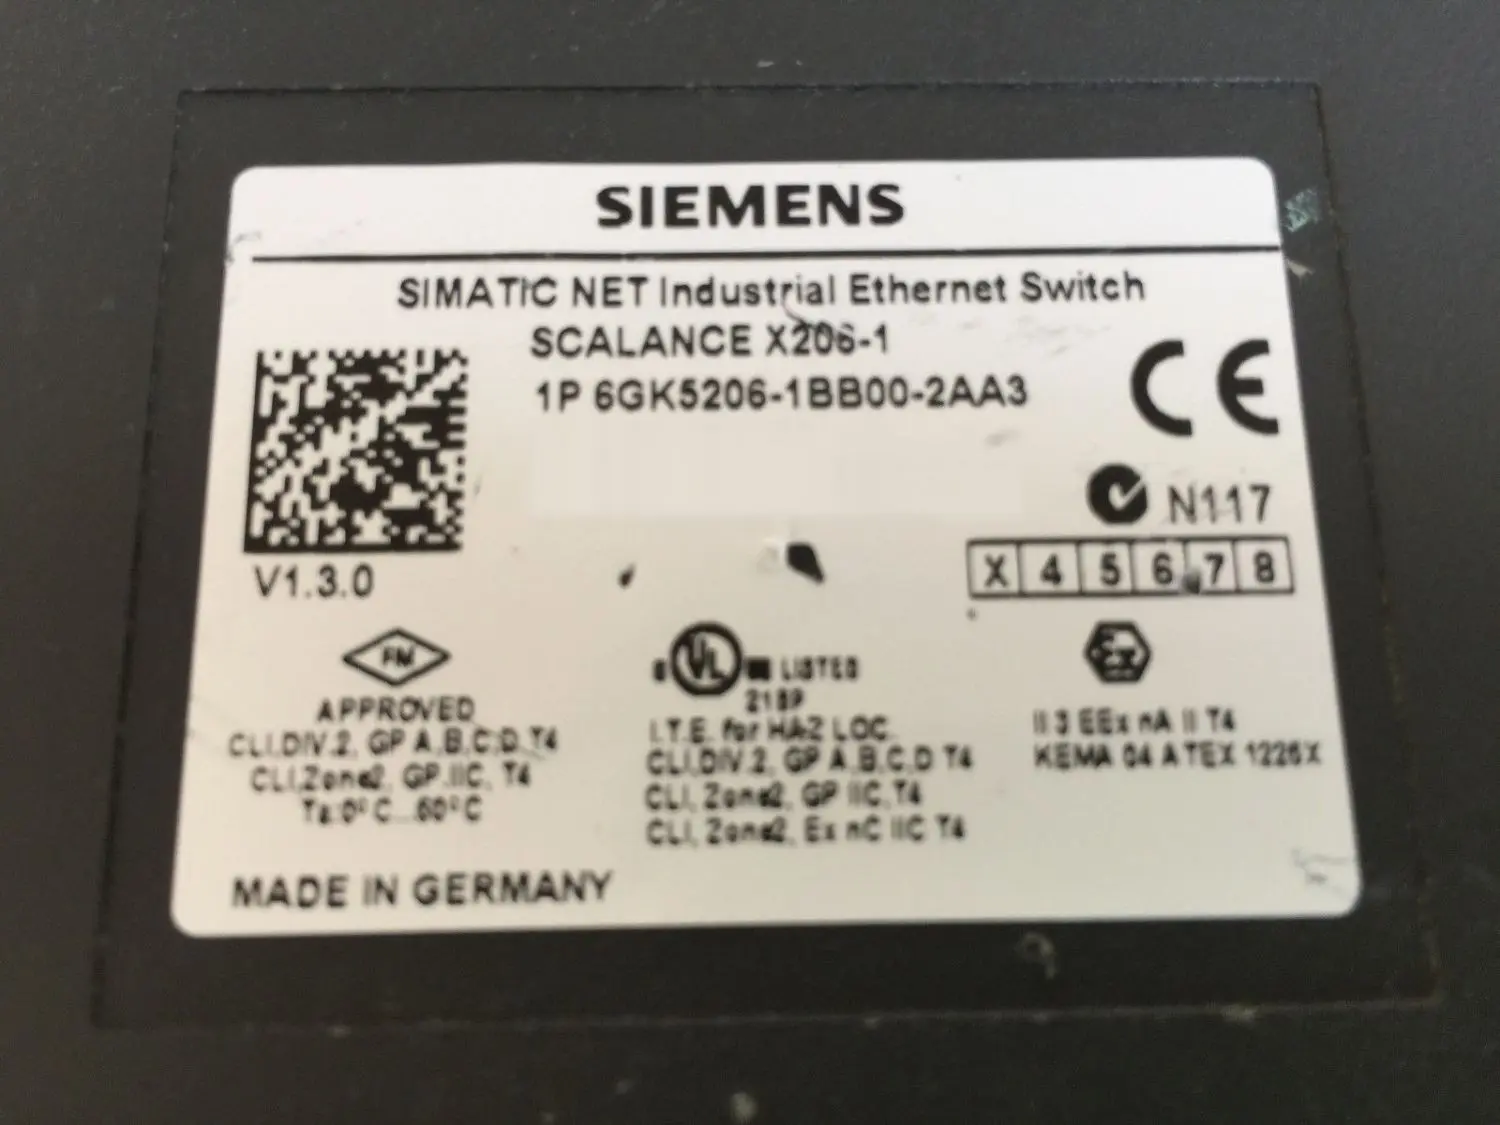 SIEMENS
SIMATIC NET Industrial Ethernet Switch
SCALANCE X206-1
1P 6GK5206-1BB00-2AA3
CE
N117
X 4 5 6 7 8
V1.3.0
FM
APPROVED
CL.I,DIV.2, GP A,B,C,D T4
CL.I,Zone2, GP.IIC, T4
Ta:0°C...60°C
UL LISTED
I.T.E. for HAZ LOC.
CL.I,DIV.2, GP A,B,C,D T4
CL.I, Zone2, GP IIC,T4
CL.I, Zone2, Ex nC IIC T4
Ex
II 3 EEx nA II T4
KEMA 04 ATEX 1226X
MADE IN GERMANY